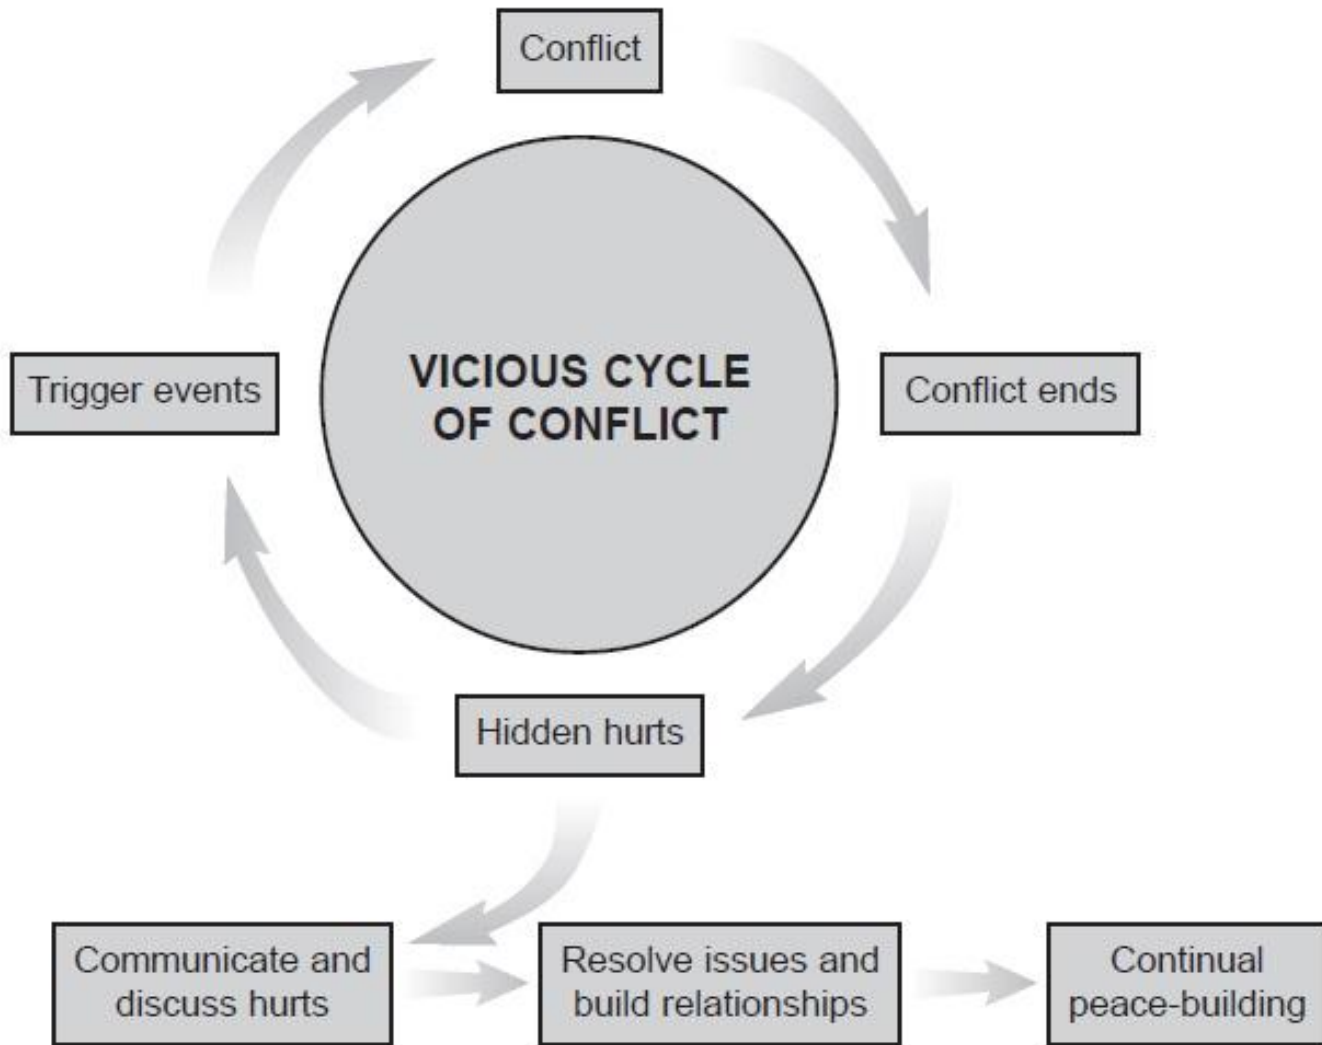 Conflict
VICIOUS CYCLE
OF CONFLICT
Trigger events
Conflict ends
Hidden hurts
Communicate and
discuss hurts
Resolve issues and
build relationships
Continual
peace-building